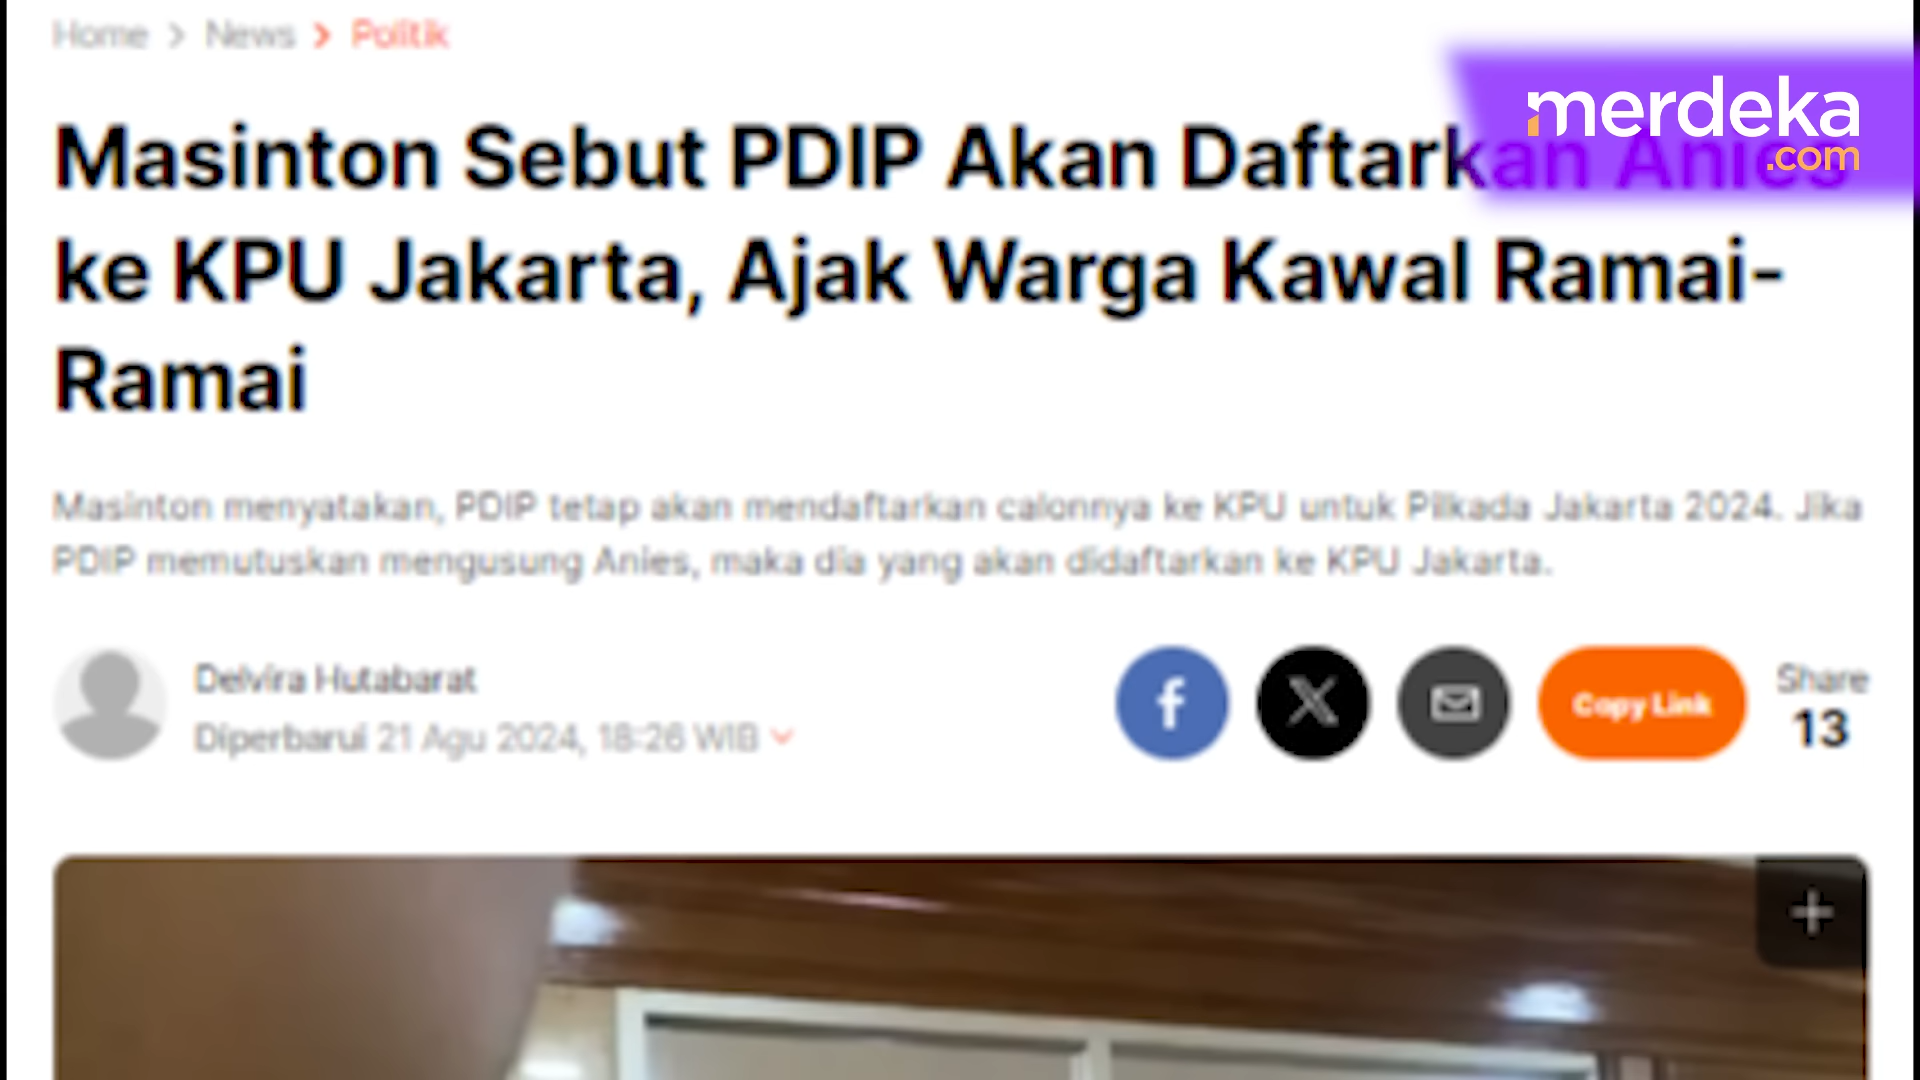 Home > News > Politik
merdeka
.com
Masinton Sebut PDIP Akan Daftarkan Anies
ke KPU Jakarta, Ajak Warga Kawal Ramai-
Ramai
Masinton menyatakan, PDIP tetap akan mendaftarkan calonnya ke KPU untuk Pilkada Jakarta 2024. Jika
PDIP memutuskan mengusung Anies, maka dia yang akan didaftarkan ke KPU Jakarta.
Delvira Hutabarat
Diperbarui 21 Agu 2024, 18:26 WIB
Copy Link
Share
13